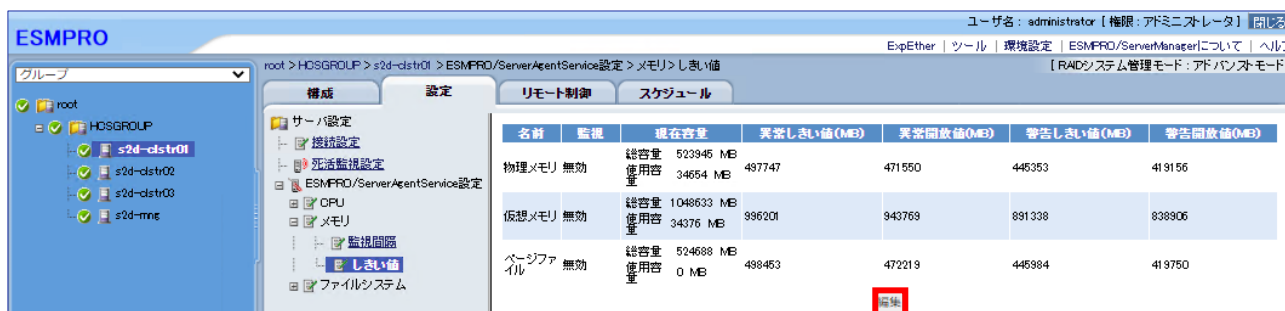 ユーザ名: administrator [ 権限: アドミニストレータ ] 閉じる
ESMPRO
ExpEther | ツール | 環境設定 | ESMPRO/ServerManagerについて |
グループ
root > HCSGROUP > s2d-clstr01 > ESMPRO/ServerAgentService設定 > メモリ > しきい値
[ RAIDシステム管理モード: アドバンストモード
構成 設定 リモート制御 スケジュール
root
HCSGROUP
s2d-clstr01
s2d-clstr02
s2d-clstr03
s2d-mng
サーバ設定
接続設定
死活監視設定
ESMPRO/ServerAgentService設定
CPU
メモリ
監視間隔
しきい値
ファイルシステム
名前 監視 現在容量 異常しきい値(MB) 異常開放値(MB) 警告しきい値(MB) 警告開放値(MB)
物理メモリ 無効 総容量 523945 MB 使用容量 34654 MB 497747 471550 445353 419156
仮想メモリ 無効 総容量 1048633 MB 使用容量 34376 MB 996201 943769 891338 838906
ページファイル 無効 総容量 524688 MB 使用容量 0 MB 498453 472219 445984 419750
編集